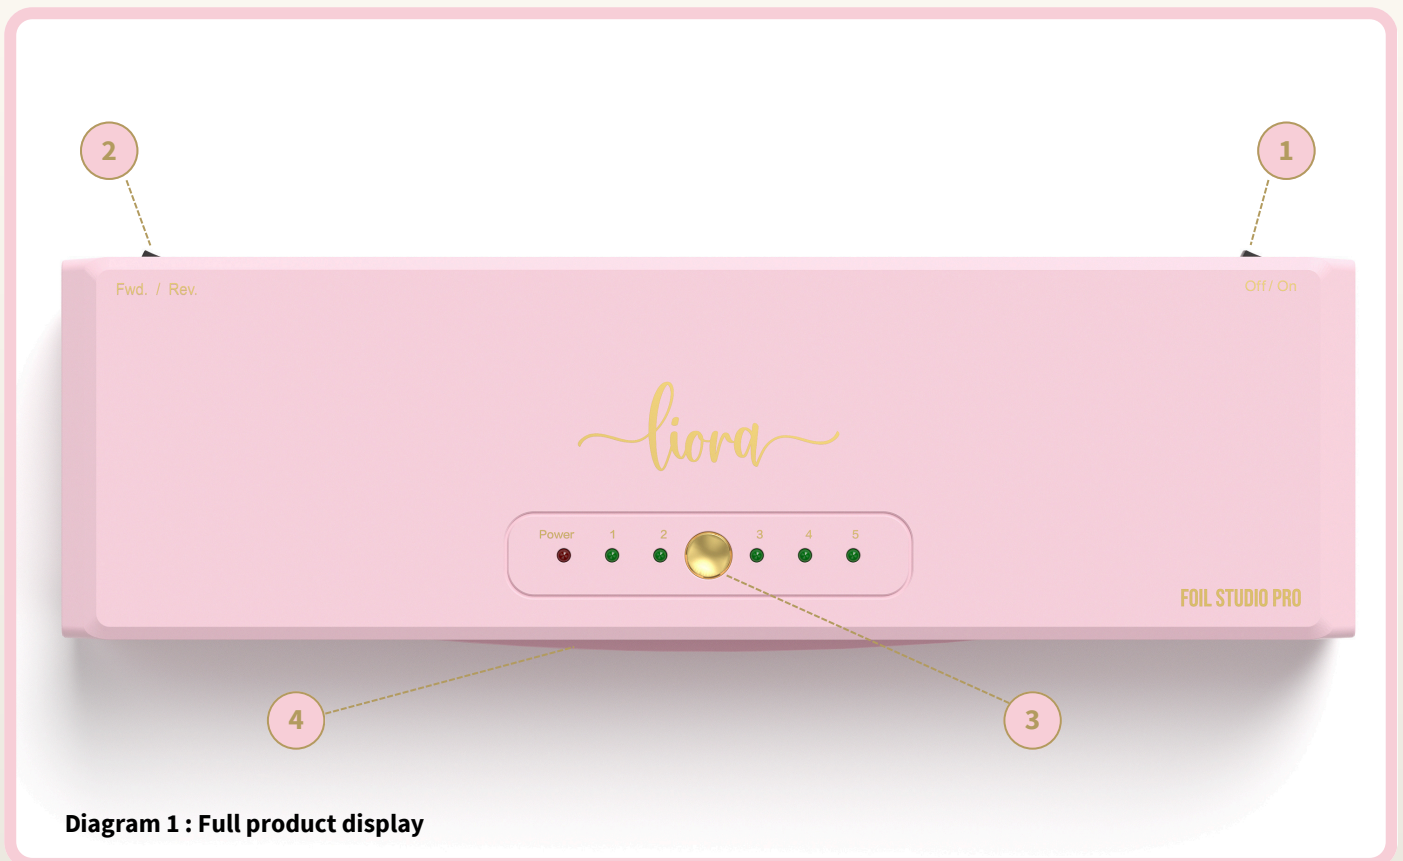 2
1
Fwd. / Rev.
Off / On
liora
Power 1 2 3 4 5
FOIL STUDIO PRO
4
3
Diagram 1 : Full product display